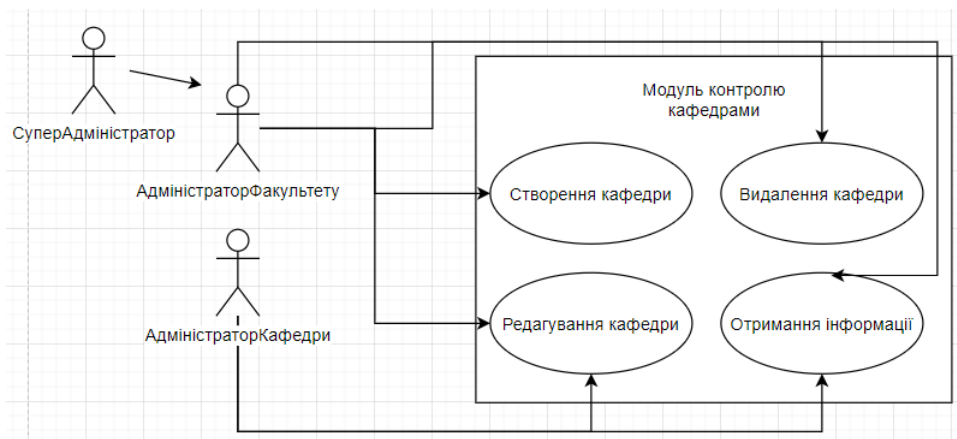 СуперАдміністратор
АдміністраторФакультету
АдміністраторКафедри
Модуль контролю
кафедрами
Створення кафедри
Видалення кафедри
Редагування кафедри
Отримання інформації